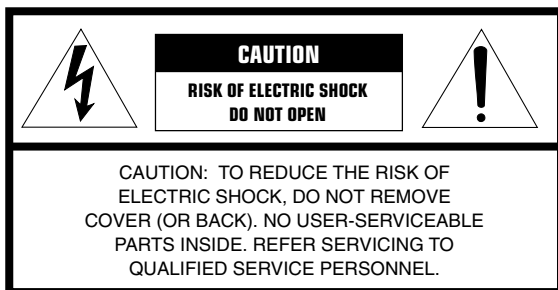 CAUTION
RISK OF ELECTRIC SHOCK
DO NOT OPEN
CAUTION: TO REDUCE THE RISK OF
ELECTRIC SHOCK, DO NOT REMOVE
COVER (OR BACK). NO USER-SERVICEABLE
PARTS INSIDE. REFER SERVICING TO
QUALIFIED SERVICE PERSONNEL.